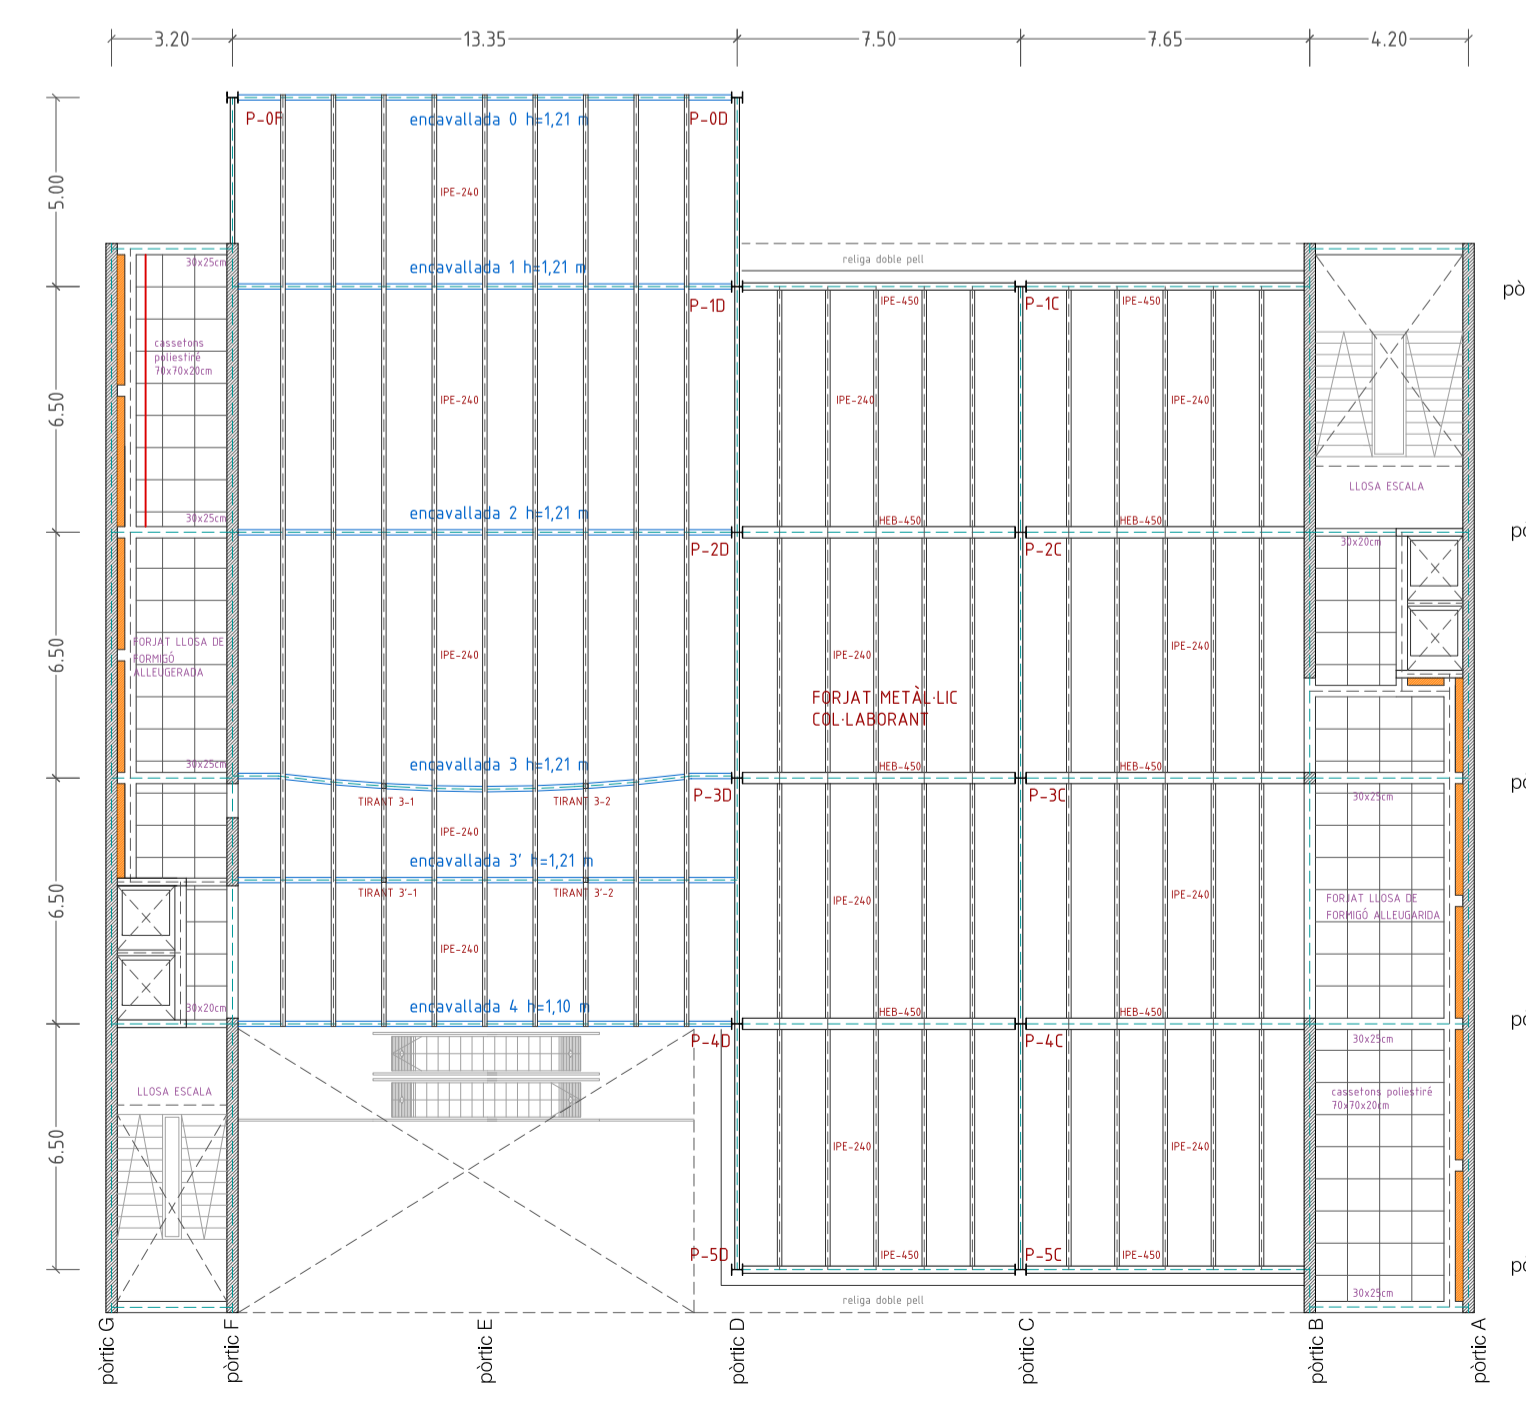 3.20
13.35
7.50
7.65
4.20
P-0F
encavallada 0 h=1,21 m
P-0D
5.00
IPE-240
religa doble pell
30x25cm
encavallada 1 h=1,21 m
pò
P-1D
IPE-450
P-1C
IPE-450
cassetons
poliestiré
70x70x20cm
6.50
IPE-240
IPE-240
IPE-240
LLOSA ESCALA
30x25cm
encavallada 2 h=1,21 m
HEB-450
HEB-450
pò
P-2D
P-2C
30x20cm
FORJAT LLOSA DE
FORMIGÓ
ALLEUGERADA
6.50
IPE-240
IPE-240
IPE-240
FORJAT METÀL·LIC
COL·LABORANT
30x25cm
encavallada 3 h=1,21 m
HEB-450
HEB-450
pò
P-3D
P-3C
30x25cm
TIRANT 3-1
TIRANT 3-2
IPE-240
encavallada 3' h=1,21 m
TIRANT 3'-1
TIRANT 3'-2
6.50
IPE-240
IPE-240
FORJAT LLOSA DE
FORMIGÓ ALLEUGARIDA
IPE-240
30x20cm
encavallada 4 h=1,10 m
HEB-450
HEB-450
pò
P-4D
P-4C
30x25cm
LLOSA ESCALA
cassetons poliestiré
70x70x20cm
6.50
IPE-240
IPE-240
P-5D
IPE-450
P-5C
IPE-450
pò
30x25cm
religa doble pell
pòrtic G
pòrtic F
pòrtic E
pòrtic D
pòrtic C
pòrtic B
pòrtic A